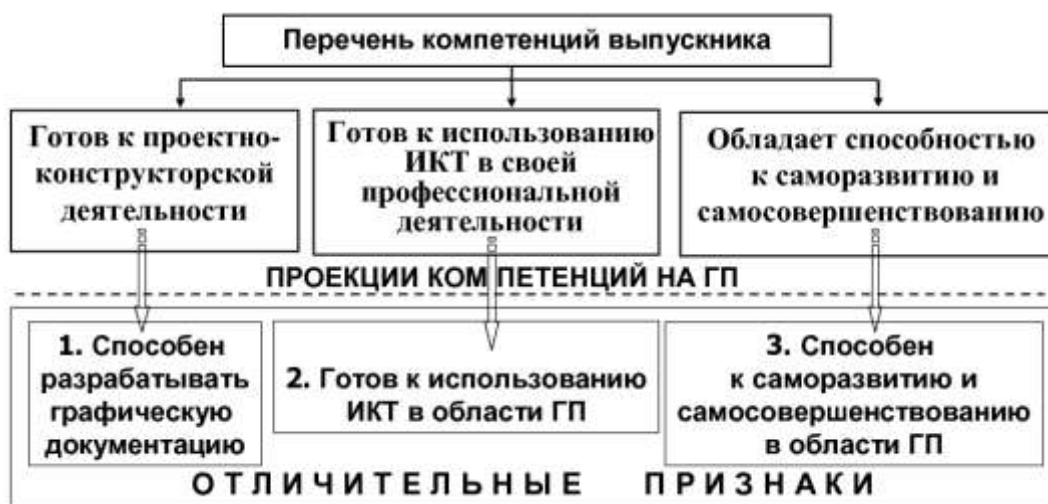 Перечень компетенций выпускника
Готов к проектно-
конструкторской
деятельности
Готов к использованию
ИКТ в своей
профессиональной
деятельности
Обладает способностью
к саморазвитию и
самосовершенствованию
ПРОЕКЦИИ КОМПЕТЕНЦИЙ НА ГП
1. Способен
разрабатывать
графическую
документацию
2. Готов к использованию
ИКТ в области ГП
3. Способен
к саморазвитию и
самосовершенствованию
в области ГП
ОТЛИЧИТЕЛЬНЫЕ ПРИЗНАКИ